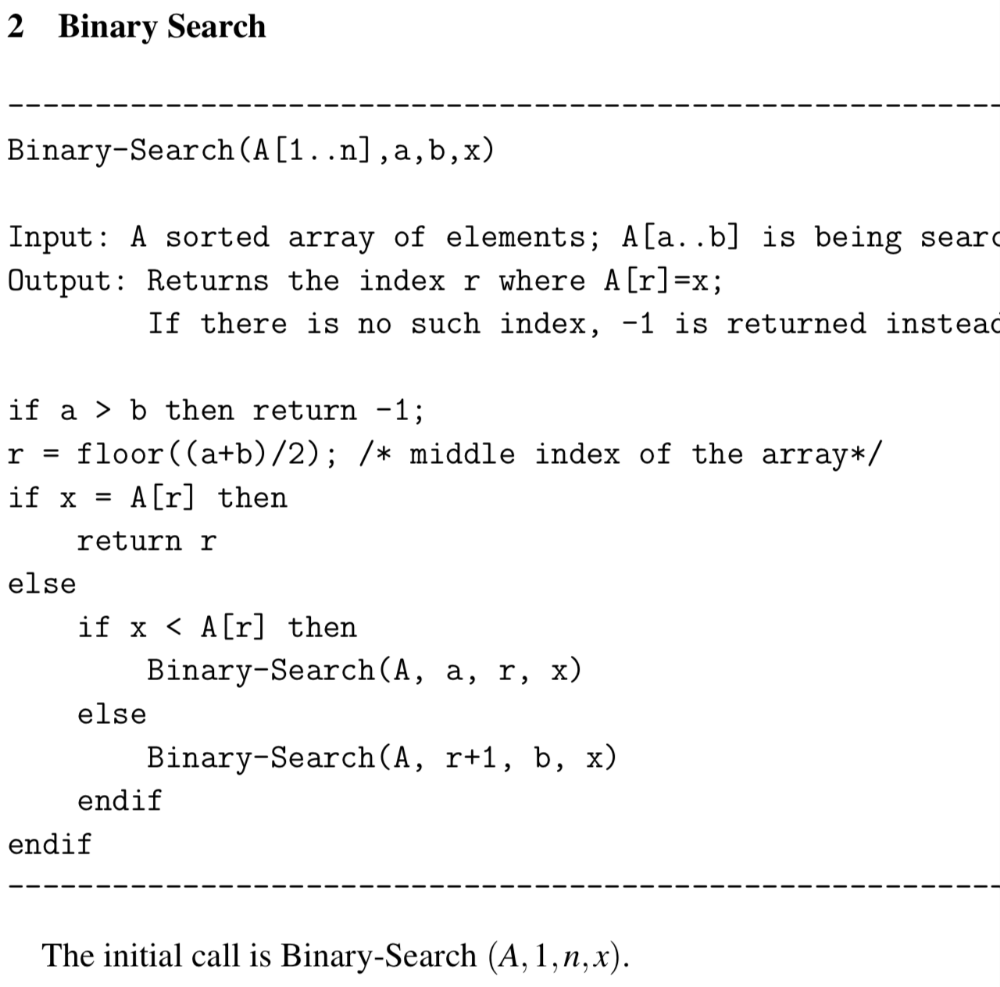 2 Binary Search
--------------------------------------------------------
Binary-Search(A[1..n],a,b,x)
Input: A sorted array of elements; A[a..b] is being
Output: Returns the index r where A[r]=x;
If there is no such index, -1 is returned
if a > b then return -1;
r = floor((a+b)/2); /* middle index of the array*/
if x = A[r] then
return r
else
if x < A[r] then
Binary-Search(A, a, r, x)
else
Binary-Search(A, r+1, b, x)
endif
endif
--------------------------------------------------------
The initial call is Binary-Search (A, 1, n, x).